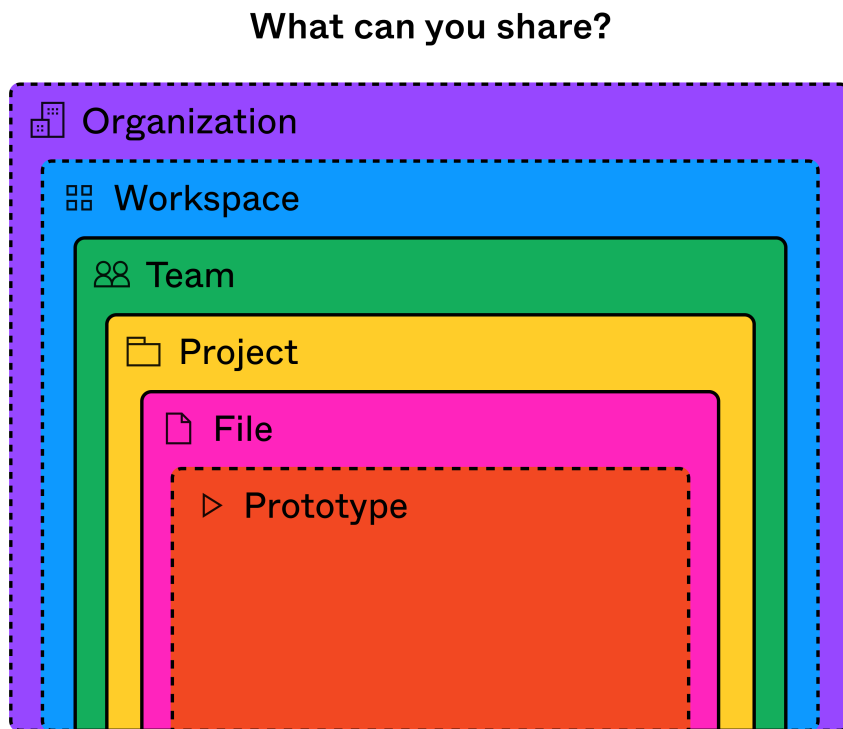 What can you share?
Organization
Workspace
Team
Project
File
Prototype